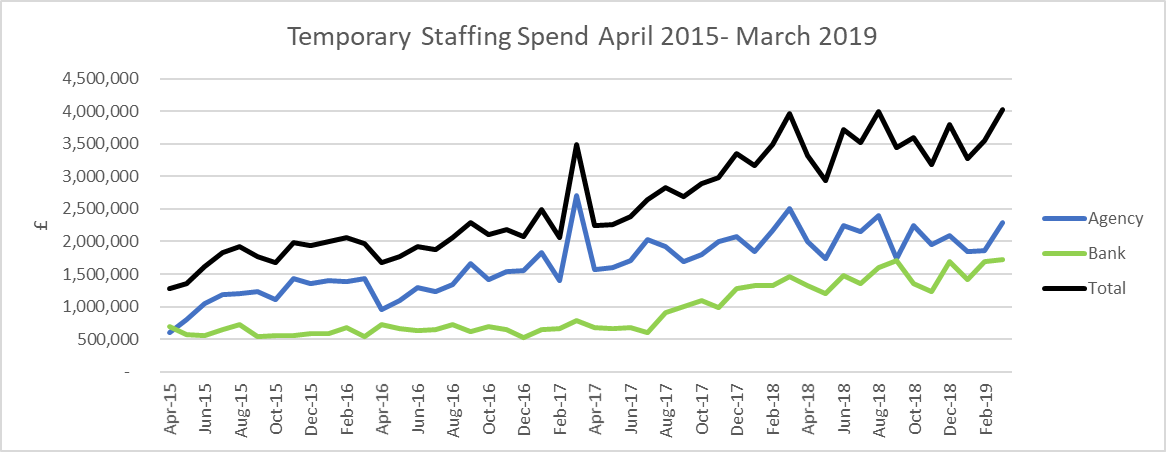 Temporary Staffing Spend April 2015- March 2019
4,500,000
4,000,000
3,500,000
3,000,000
2,500,000
2,000,000
1,500,000
1,000,000
500,000
-
£
Apr-15
Jun-15
Aug-15
Oct-15
Dec-15
Feb-16
Apr-16
Jun-16
Aug-16
Oct-16
Dec-16
Feb-17
Apr-17
Jun-17
Aug-17
Oct-17
Dec-17
Feb-18
Apr-18
Jun-18
Aug-18
Oct-18
Dec-18
Feb-19
Agency
Bank
Total